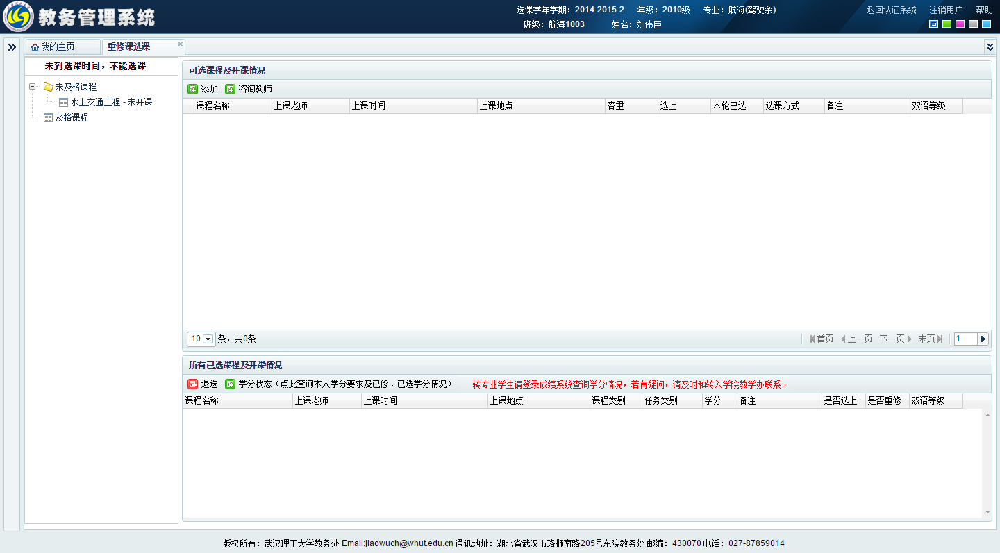 教务管理系统
选课学年学期：2014-2015-2 年级：2010级 专业：航海(驾驶余)
班级：航海1003 姓名：刘伟臣
返回认证系统 注销用户 帮助
我的主页 重修课选课
未到选课时间，不能选课
未及格课程
水上交通工程 - 未开课
及格课程
可选课程及开课情况
添加 咨询教师
课程名称 上课老师 上课时间 上课地点 容量 选上 本轮已选 选课方式 备注 双语等级
10 条，共0条 首页 上一页 下一页 末页 1
所有已选课程及开课情况
退选 学分状态（点此查询本人学分要求及已修、已选学分情况） 转专业学生请登录成绩系统查询学分情况，若有疑问，请及时和转入学院教学办联系。
课程名称 上课老师 上课时间 上课地点 课程类别 任务类别 学分 备注 是否选上 是否重修 双语等级
版权所有：武汉理工大学教务处 Email:jiaowuch@whut.edu.cn 通讯地址：湖北省武汉市珞狮南路205号东院教务处 邮编：430070 电话：027-87859014